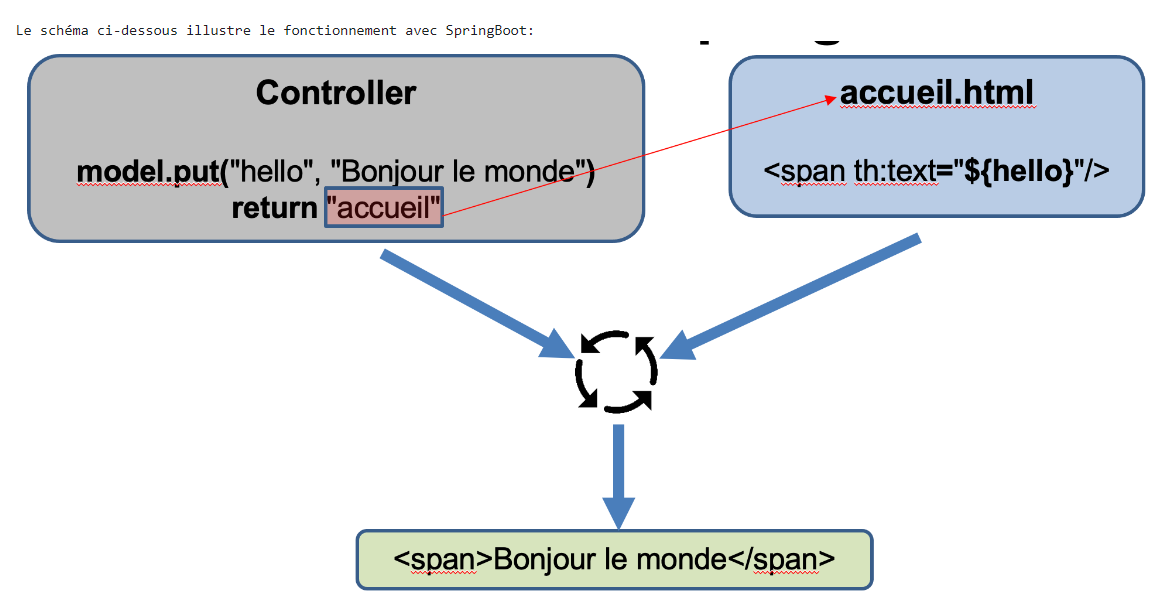 Le schéma ci-dessous illustre le fonctionnement avec SpringBoot:
Controller
model.put("hello", "Bonjour le monde")
return "accueil"
accueil.html
<span th:text="${hello}"/>
<span>Bonjour le monde</span>